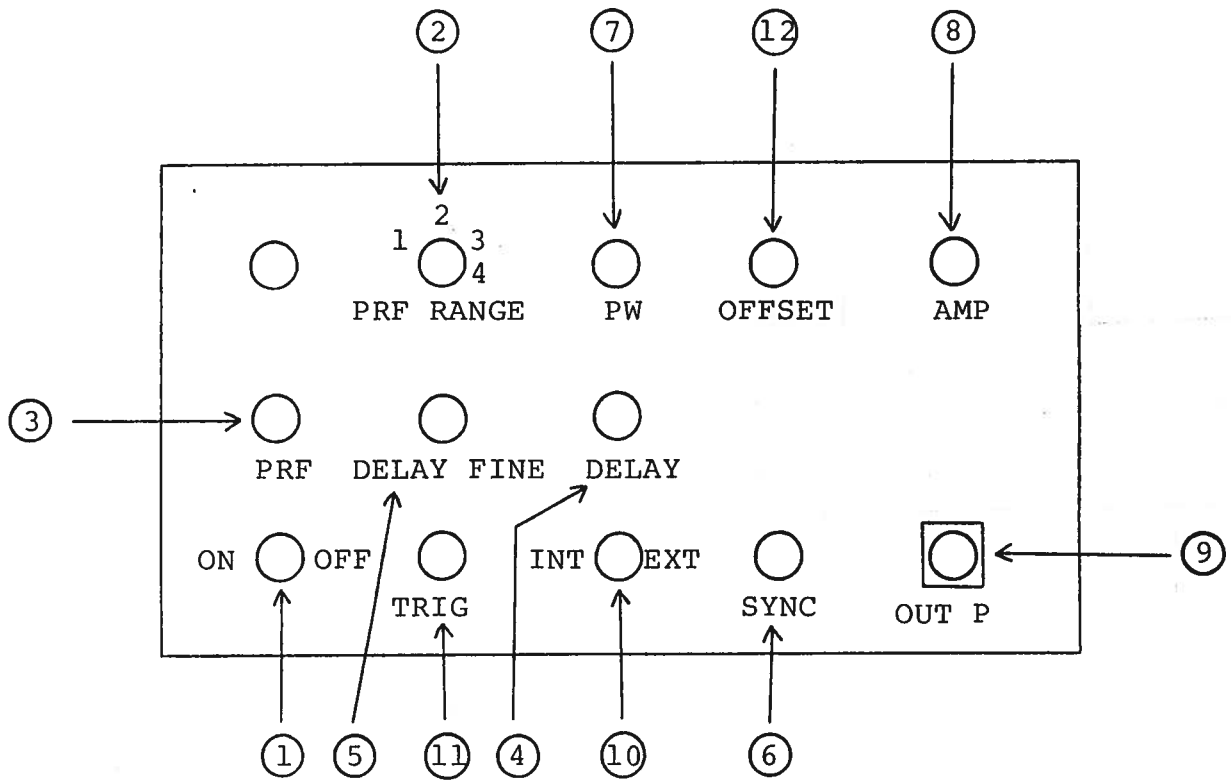 2 7 12 8
2
1 3
4
PRF RANGE PW OFFSET AMP
3
PRF DELAY FINE DELAY
ON OFF INT EXT 9
TRIG SYNC OUT P
1 5 11 4 10 6